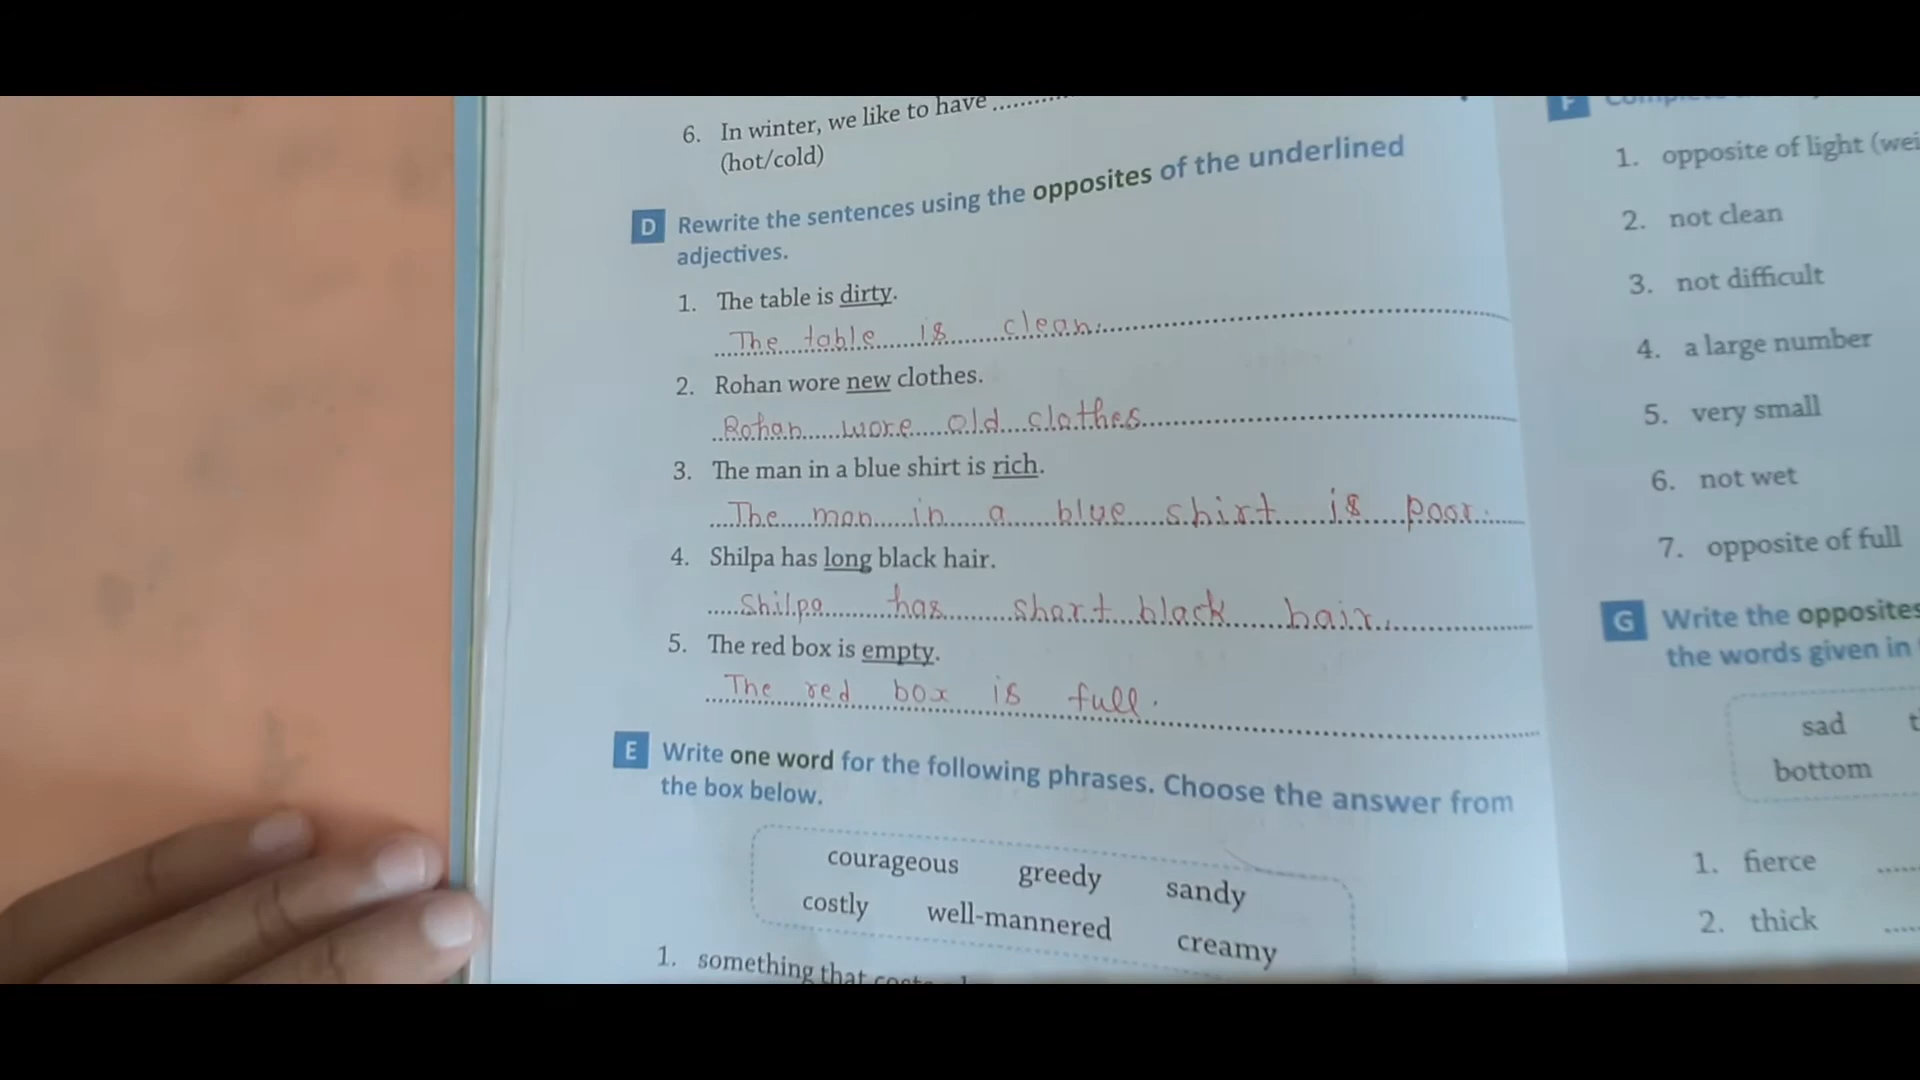 6. In winter, we like to have ..........
(hot/cold)
D Rewrite the sentences using the opposites of the underlined
adjectives.
1. The table is dirty.
The table is clean.
2. Rohan wore new clothes.
Rohan wore old clothes
3. The man in a blue shirt is rich.
The man in a blue shirt is poor.
4. Shilpa has long black hair.
Shilpa has short black hair.
5. The red box is empty.
The red box is full.
E Write one word for the following phrases. Choose the answer from
the box below.
courageous greedy sandy
costly well-mannered creamy
1. something that
F
1. opposite of light
2. not clean
3. not difficult
4. a large number
5. very small
6. not wet
7. opposite of full
G Write the opposites
the words given in
sad
bottom
1. fierce .....
2. thick .....